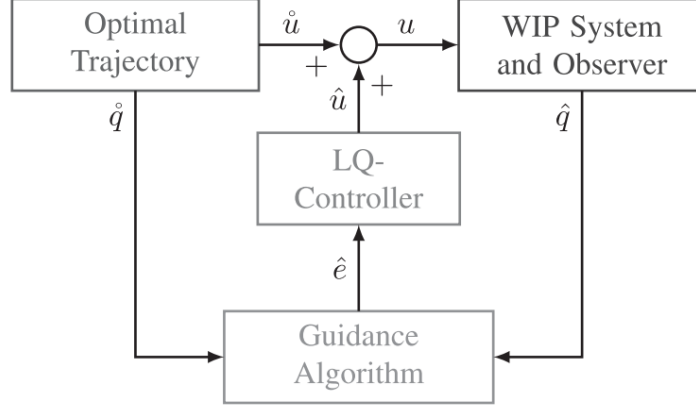 Optimal
Trajectory
ů
u
WIP System
and Observer
+
+
q̊
û
q̂
LQ-
Controller
ê
Guidance
Algorithm